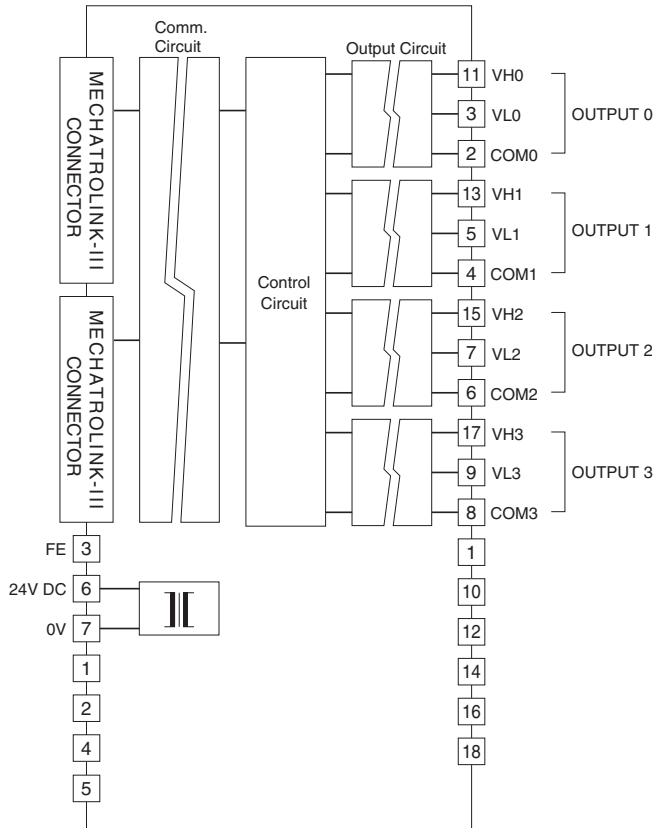 Comm.
Circuit
Output Circuit
MECHATROLINK-III
CONNECTOR
MECHATROLINK-III
CONNECTOR
Control
Circuit
11 VH0
3 VL0
2 COM0
OUTPUT 0
13 VH1
5 VL1
4 COM1
OUTPUT 1
15 VH2
7 VL2
6 COM2
OUTPUT 2
17 VH3
9 VL3
8 COM3
OUTPUT 3
FE 3
24V DC 6
0V 7
1
2
4
5
1
10
12
14
16
18